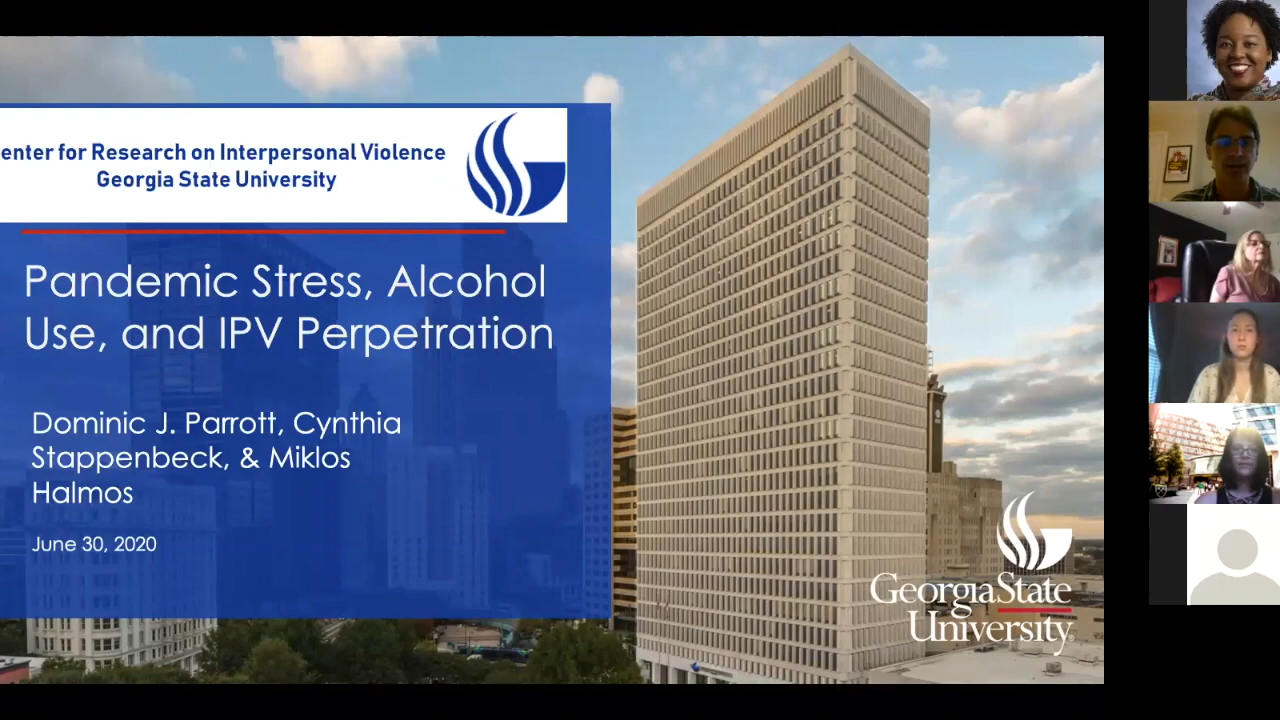 enter for Research on Interpersonal Violence
Georgia State University
Pandemic Stress, Alcohol
Use, and IPV Perpetration
Dominic J. Parrott, Cynthia
Stappenbeck, & Miklos
Halmos
June 30, 2020
GeorgiaState
University